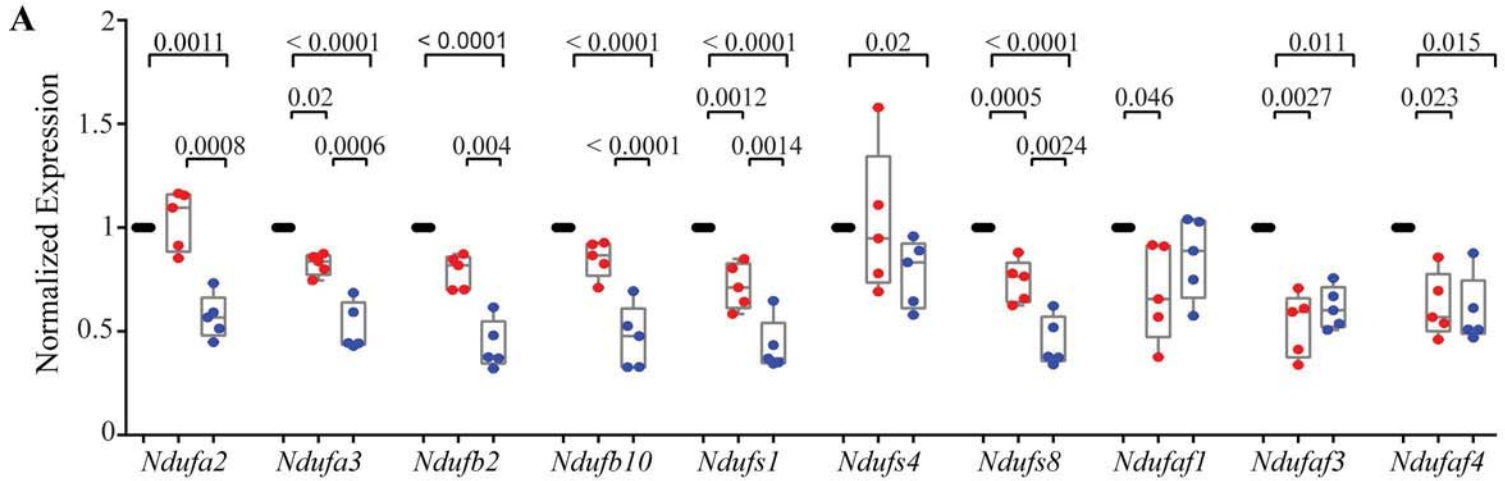 A
Normalized Expression
2
1.5
1
0.5
0
0.0011 < 0.0001 < 0.0001 < 0.0001 < 0.0001 0.02 < 0.0001 0.011 0.015
0.02 0.0012 0.0005 0.046 0.0027 0.023
0.0008 0.0006 0.004 < 0.0001 0.0014 0.0024
Ndufa2 Ndufa3 Ndufb2 Ndufb10 Ndufs1 Ndufs4 Ndufs8 Ndufaf1 Ndufaf3 Ndufaf4